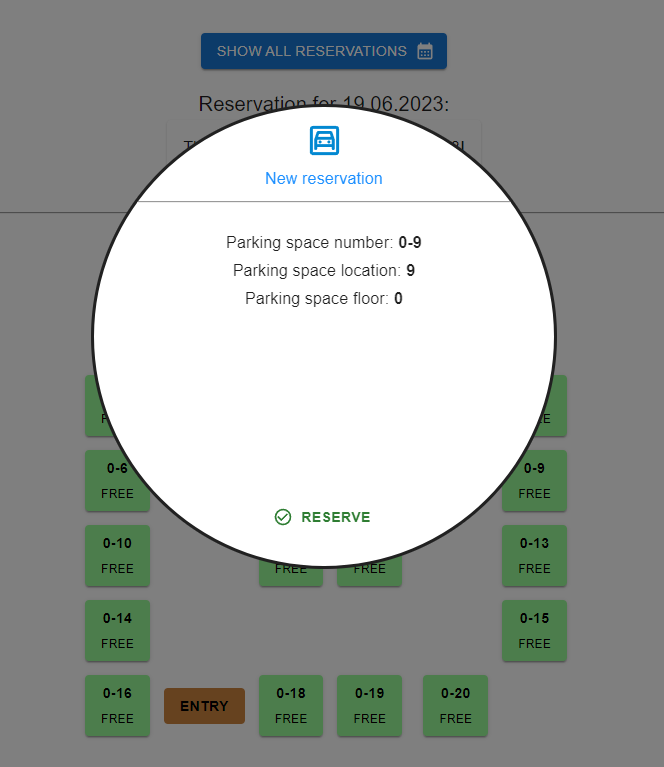 SHOW ALL RESERVATIONS
Reservation for 19.06.2023:
New reservation
Parking space number: 0-9
Parking space location: 9
Parking space floor: 0
0-6
FREE
0-9
FREE
RESERVE
0-10
FREE
FREE
FREE
0-13
FREE
0-14
FREE
0-15
FREE
0-16
FREE
ENTRY
0-18
FREE
0-19
FREE
0-20
FREE